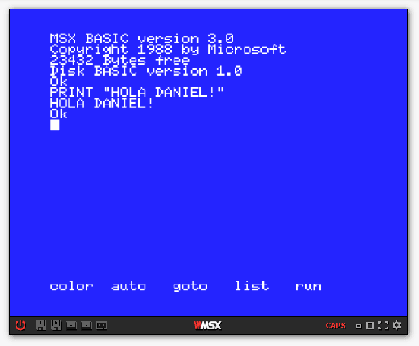 MSX BASIC version 3.0
Copyright 1988 by Microsoft
23432 Bytes free
Disk BASIC version 1.0
Ok
PRINT "HOLA DANIEL!"
HOLA DANIEL!
Ok
color auto goto list run
WMSX CAPS